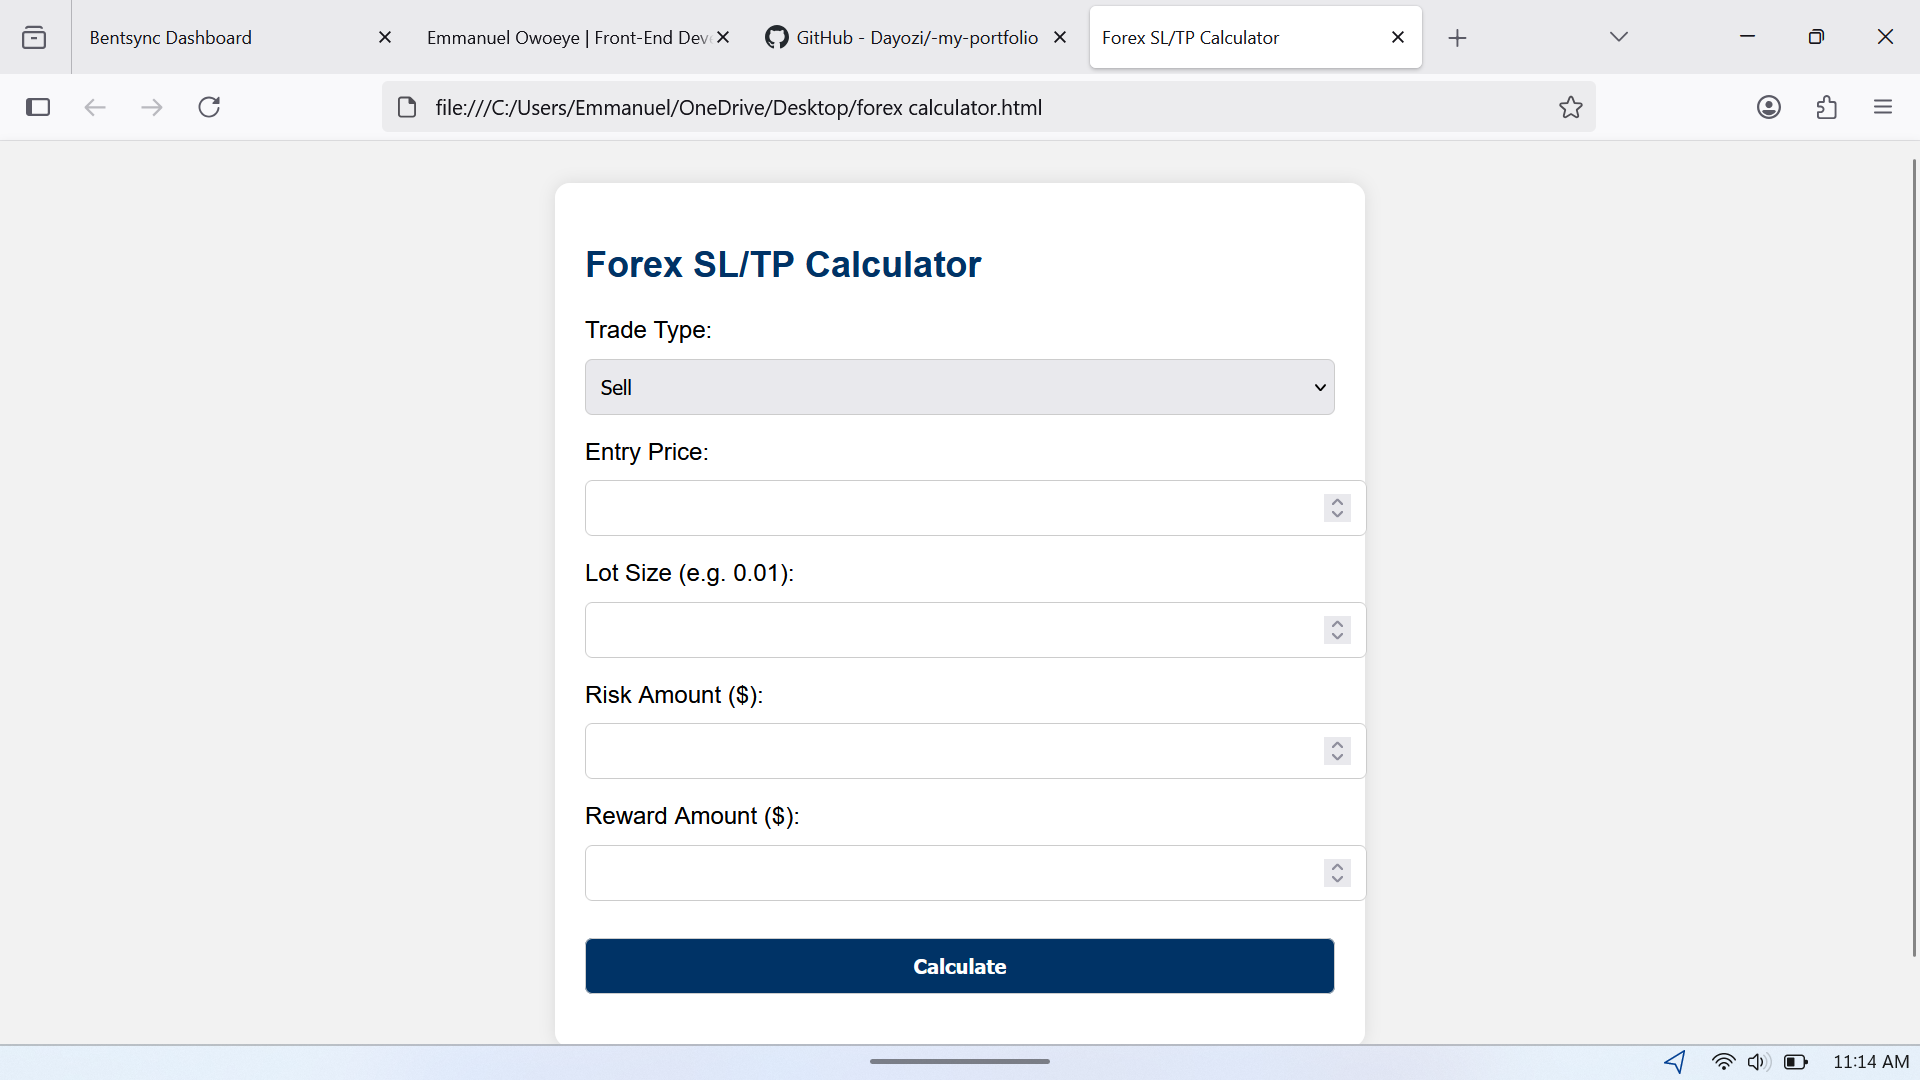 Bentsync Dashboard
Emmanuel Owoeye | Front-End Dev
GitHub - Dayozi/-my-portfolio
Forex SL/TP Calculator
file:///C:/Users/Emmanuel/OneDrive/Desktop/forex calculator.html
Forex SL/TP Calculator
Trade Type:
Sell
Entry Price:
Lot Size (e.g. 0.01):
Risk Amount ($):
Reward Amount ($):
Calculate
11:14 AM